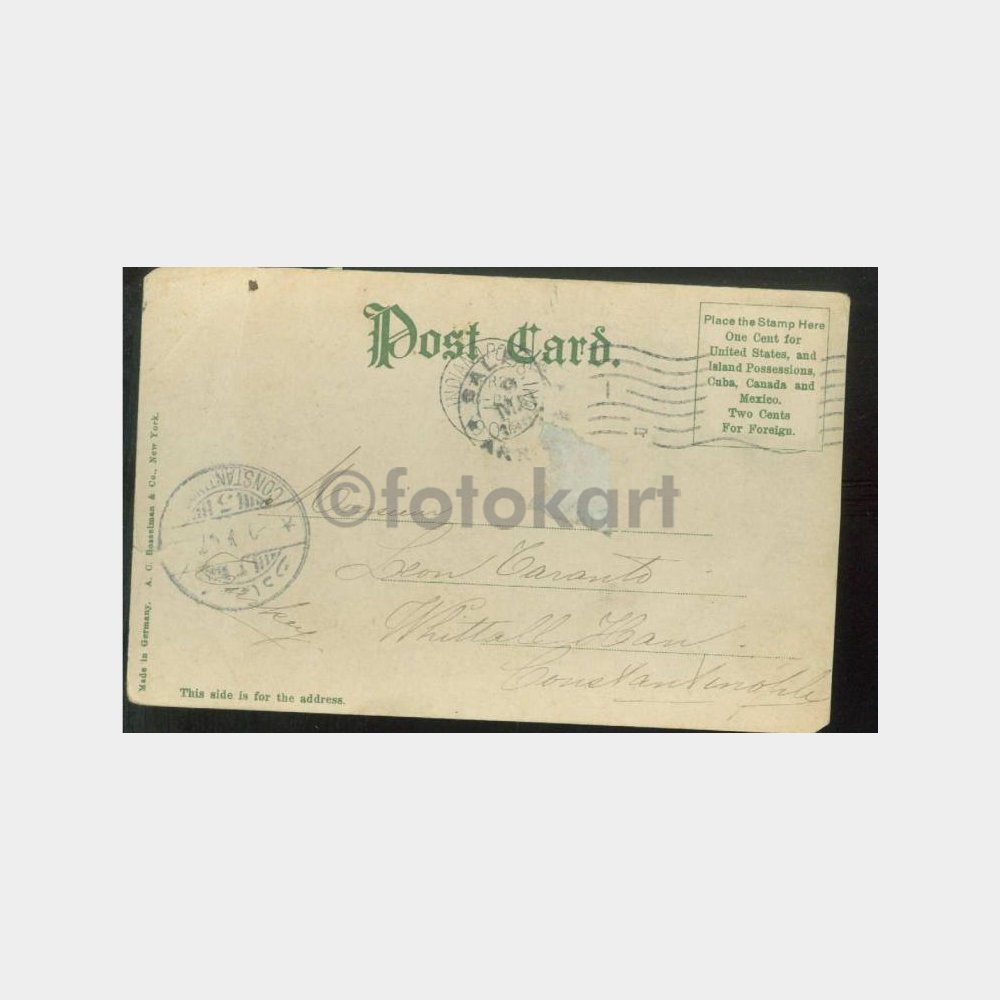 Post Card.
Place the Stamp Here
One Cent for
United States, and
Island Possessions,
Cuba, Canada and
Mexico.
Two Cents
For Foreign.
©fotokart
Leon Taranto
Whittall Han.
Constantinople
CONSTANTIN
This side is for the address.
Made in Germany. A. C. Bosselman & Co., New York.